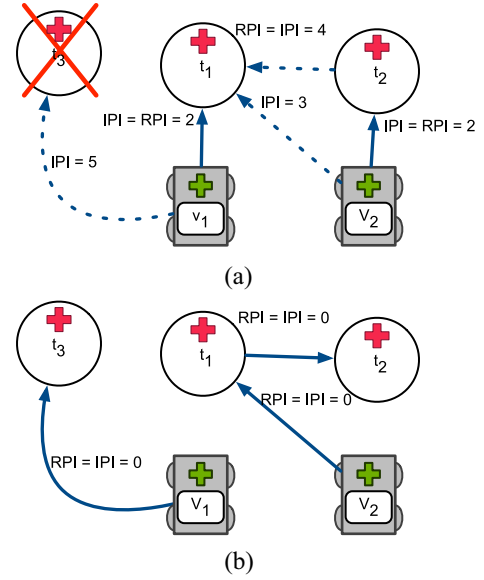 t3
t1
RPI = IPI = 4
t2
IPI = 3
IPI = RPI = 2
IPI = RPI = 2
IPI = 5
v1
V2
(a)
RPI = IPI = 0
t3
t1
t2
RPI = IPI = 0
RPI = IPI = 0
V1
V2
(b)